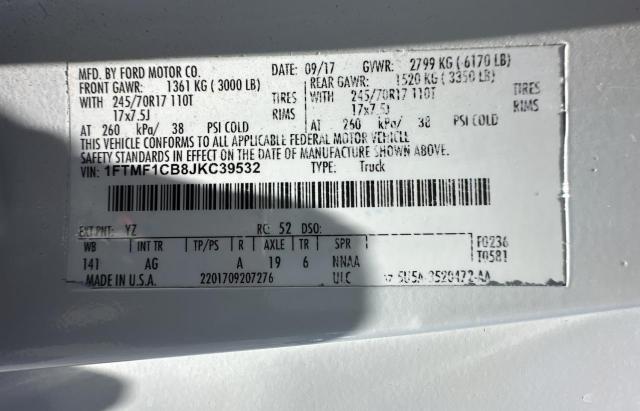 MFD. BY FORD MOTOR CO. DATE: 09/17 GVWR: 2799 KG ( 6170 LB)
FRONT GAWR: 1361 KG ( 3000 LB) REAR GAWR: 1520 KG ( 3350 LB)
WITH 245/70R17 110T TIRES WITH 245/70R17 110T TIRES
17x7.5J RIMS 17x7.5J RIMS
AT 260 kPa/ 38 PSI COLD AT 260 kPa/ 38 PSI COLD
THIS VEHICLE CONFORMS TO ALL APPLICABLE FEDERAL MOTOR VEHICLE
SAFETY STANDARDS IN EFFECT ON THE DATE OF MANUFACTURE SHOWN ABOVE.
VIN: 1FTMF1CB8JKC39532 TYPE: Truck
EXT PNT: YZ RC: 52 DSO:
WB INT TR TP/PS R AXLE TR SPR F0236
141 AG A 19 6 NNAA T0581
MADE IN U.S.A. 2201709207276 ULC